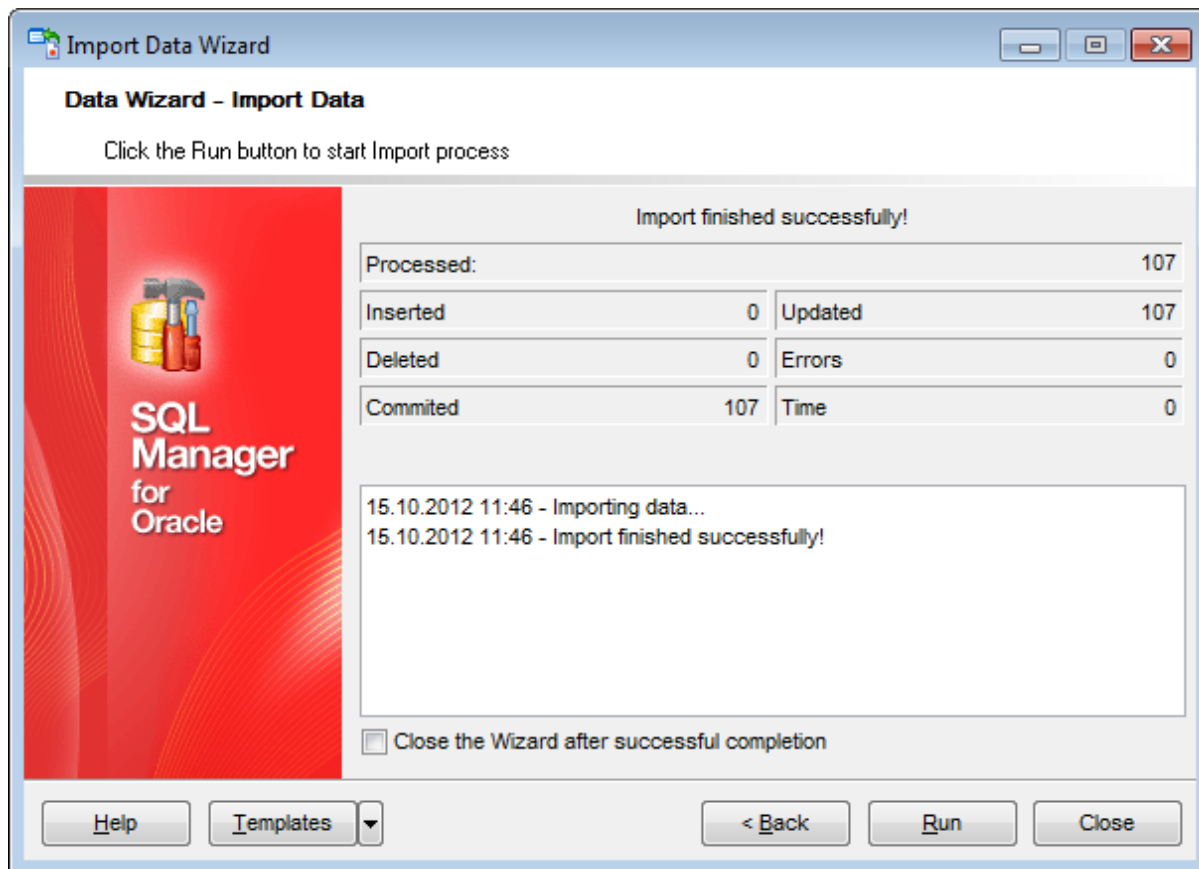 Import Data Wizard
Data Wizard - Import Data
Click the Run button to start Import process
Import finished successfully!
Processed: 107
Inserted 0 Updated 107
Deleted 0 Errors 0
Commited 107 Time 0
SQL
Manager
for
Oracle
15.10.2012 11:46 - Importing data...
15.10.2012 11:46 - Import finished successfully!
Close the Wizard after successful completion
Help Templates < Back Run Close